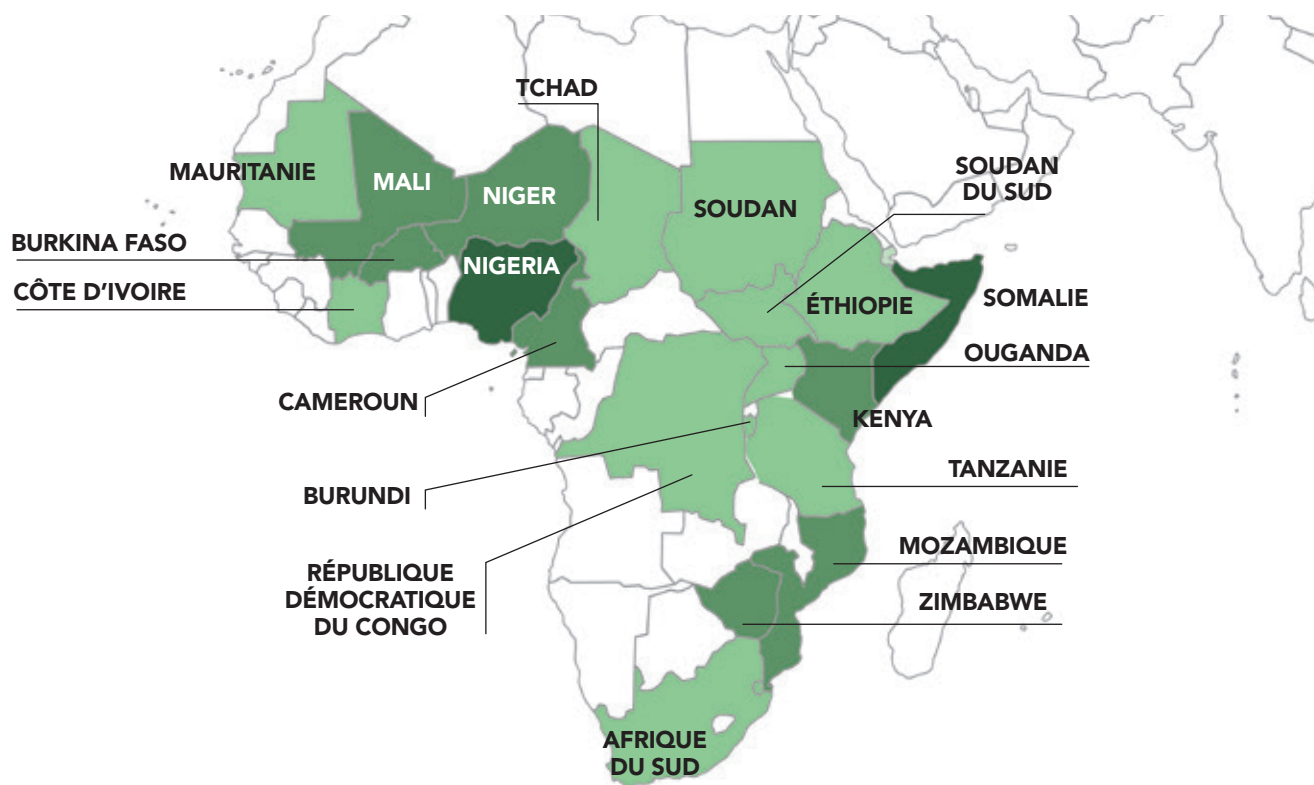 TCHAD
MAURITANIE
MALI
NIGER
SOUDAN
SOUDAN
DU SUD
BURKINA FASO
NIGERIA
CÔTE D'IVOIRE
ÉTHIOPIE
SOMALIE
OUGANDA
CAMEROUN
KENYA
TANZANIE
BURUNDI
MOZAMBIQUE
RÉPUBLIQUE
DÉMOCRATIQUE
DU CONGO
ZIMBABWE
AFRIQUE
DU SUD